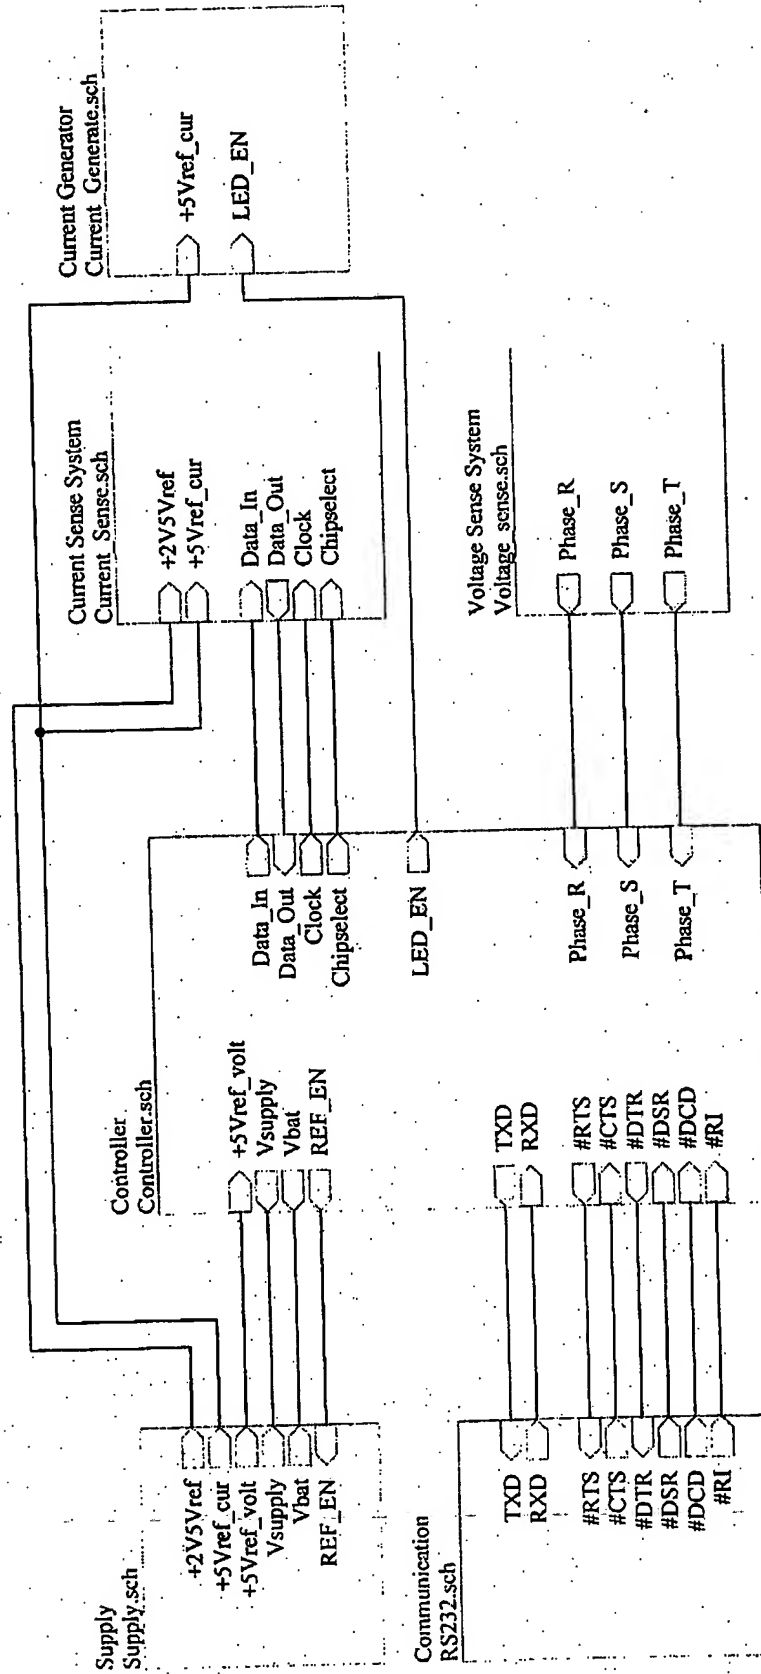 Supply
Supply.sch
+2V5Vref
+5Vref_cur
+5Vref_volt
Vsupply
Vbat
REF_EN
Communication
RS232.sch
TXD
RXD
#RTS
#CTS
#DTR
#DSR
#DCD
#RI
Controller
Controller.sch
+5Vref_volt
Vsupply
Vbat
REF_EN
TXD
RXD
#RTS
#CTS
#DTR
#DSR
#DCD
#RI
Data_In
Data_Out
Clock
Chipselect
LED_EN
Phase_R
Phase_S
Phase_T
Current Sense System
Current_Sense.sch
+2V5Vref
+5Vref_cur
Data_In
Data_Out
Clock
Chipselect
Voltage Sense System
Voltage_sense.sch
Phase_R
Phase_S
Phase_T
Current Generator
Current_Generate.sch
+5Vref_cur
LED_EN